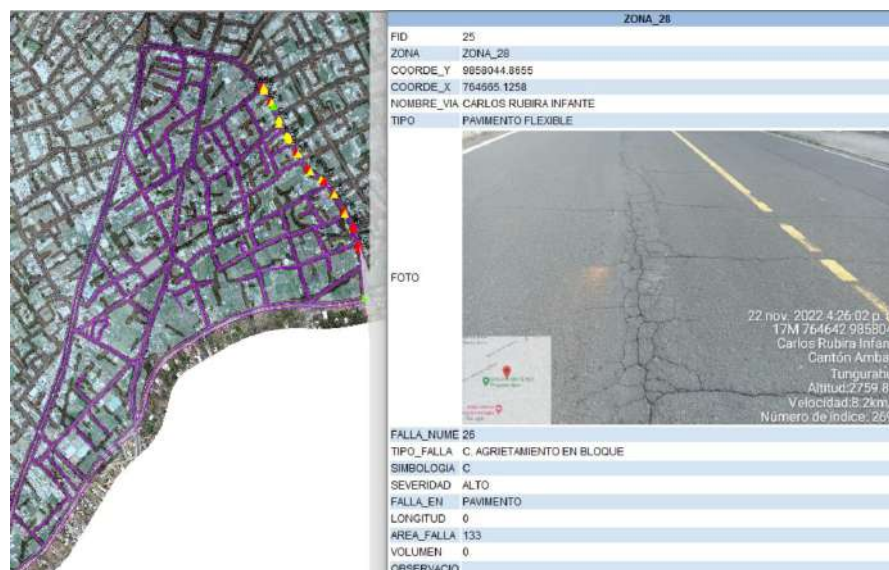 ZONA_28
FID 25
ZONA ZONA_28
COORDE_Y 9858044.8655
COORDE_X 764665.1258
NOMBRE_VIA CARLOS RUBIRA INFANTE
TIPO PAVIMENTO FLEXIBLE
FOTO
22 nov. 2022 4:26:02 p.
17M 764642 985804
Carlos Rubira Infan
Cantón Amba
Tungurahu
Altitud:2759.8
Velocidad:8.2km/
Número de índice: 269
FALLA_NUME 26
TIPO_FALLA C. AGRIETAMIENTO EN BLOQUE
SIMBOLOGIA C
SEVERIDAD ALTO
FALLA_EN PAVIMENTO
LONGITUD 0
AREA_FALLA 133
VOLUMEN 0
OBSERVACIO